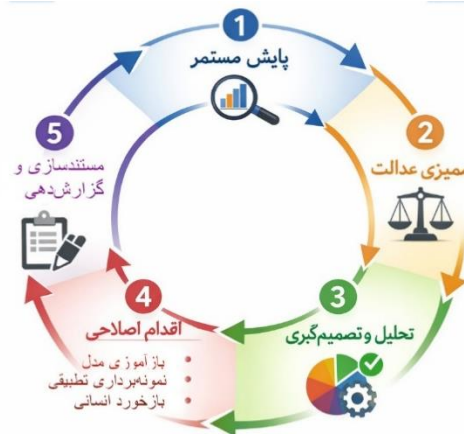 1
پایش مستمر
2
ممیزی عدالت
3
تحلیل و تصمیم‌گیری
4
اقدام اصلاحی
• بازآموزی مدل
• نمونه‌برداری تطبیقی
• بازخورد انسانی
5
مستندسازی و
گزارش‌دهی